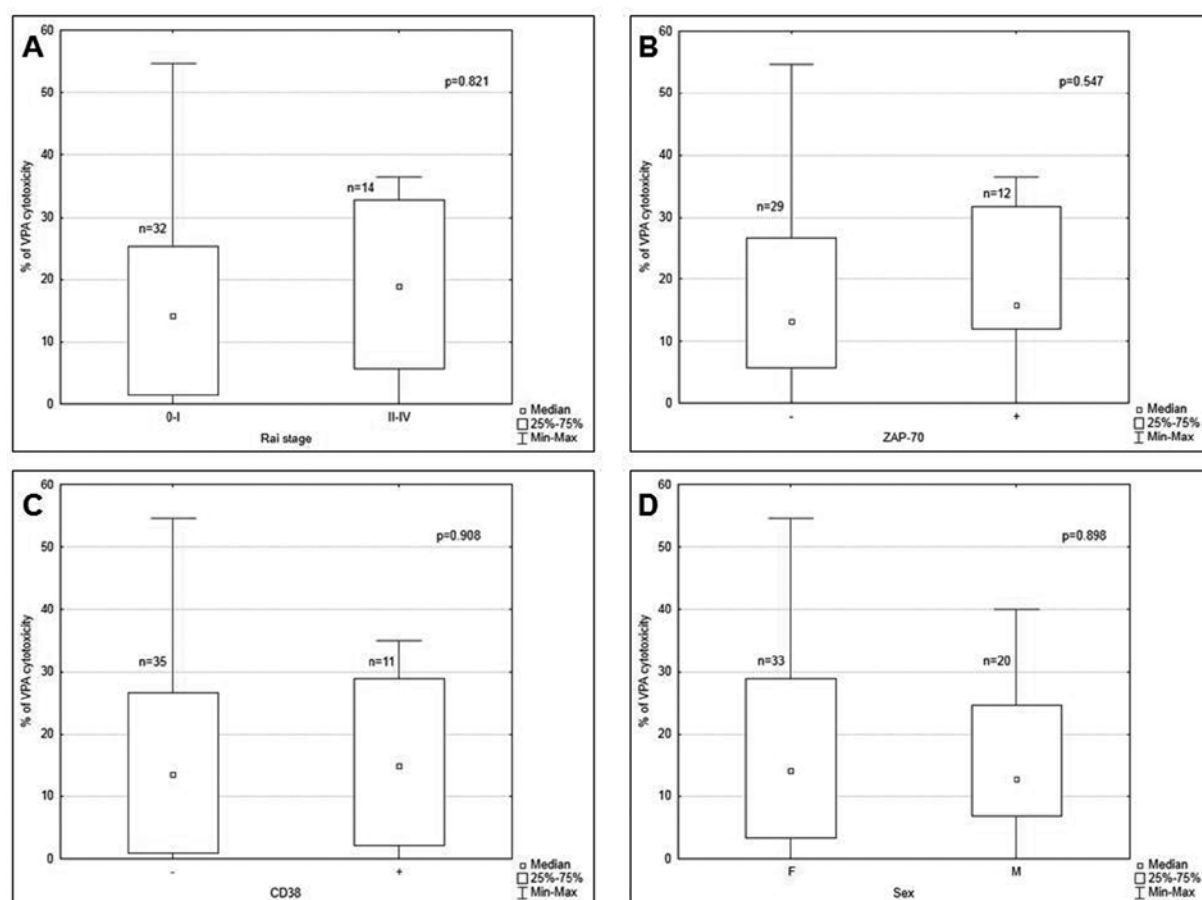 A
60
50
40
30
20
10
0
% of VPA cytotoxicity
p=0.821
n=32
n=14
0-I
II-IV
Rai stage
Median
25%-75%
Min-Max
B
60
50
40
30
20
10
0
% of VPA cytotoxicity
p=0.547
n=29
n=12
-
+
ZAP-70
Median
25%-75%
Min-Max
C
60
50
40
30
20
10
0
% of VPA cytotoxicity
p=0.908
n=35
n=11
-
+
CD38
Median
25%-75%
Min-Max
D
60
50
40
30
20
10
0
% of VPA cytotoxicity
p=0.898
n=33
n=20
F
M
Sex
Median
25%-75%
Min-Max